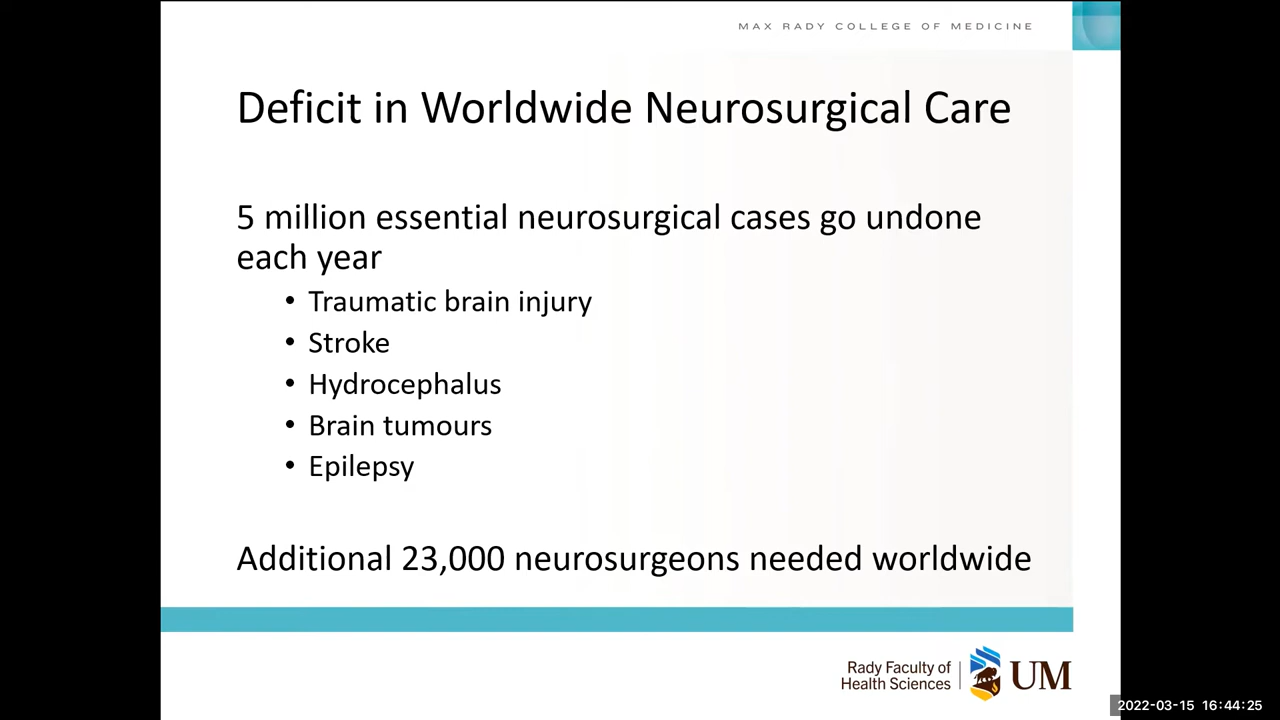 MAX RADY COLLEGE OF MEDICINE
Deficit in Worldwide Neurosurgical Care
5 million essential neurosurgical cases go undone
each year
• Traumatic brain injury
• Stroke
• Hydrocephalus
• Brain tumours
• Epilepsy
Additional 23,000 neurosurgeons needed worldwide
Rady Faculty of
Health Sciences
UM
2022-03-15 16:44:25